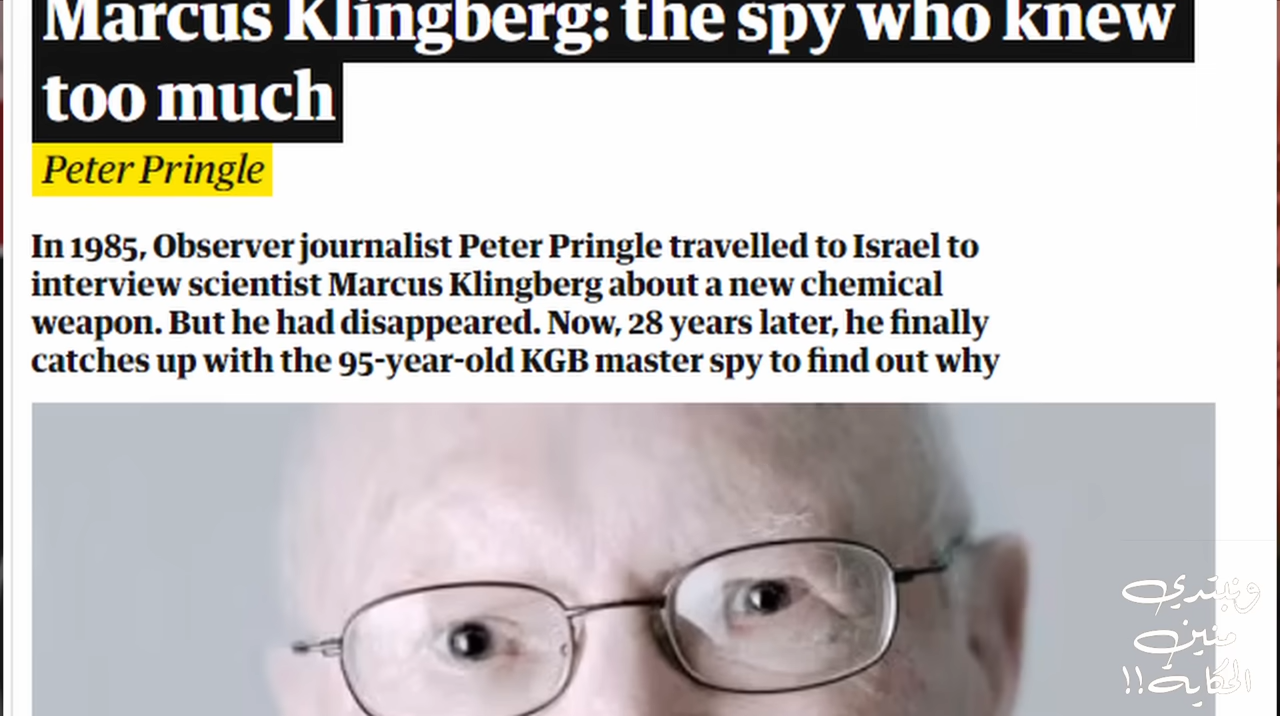 Marcus Klingberg: the spy who knew
too much
Peter Pringle
In 1985, Observer journalist Peter Pringle travelled to Israel to
interview scientist Marcus Klingberg about a new chemical
weapon. But he had disappeared. Now, 28 years later, he finally
catches up with the 95-year-old KGB master spy to find out why
ونبتدي
منين
الحكاية!!